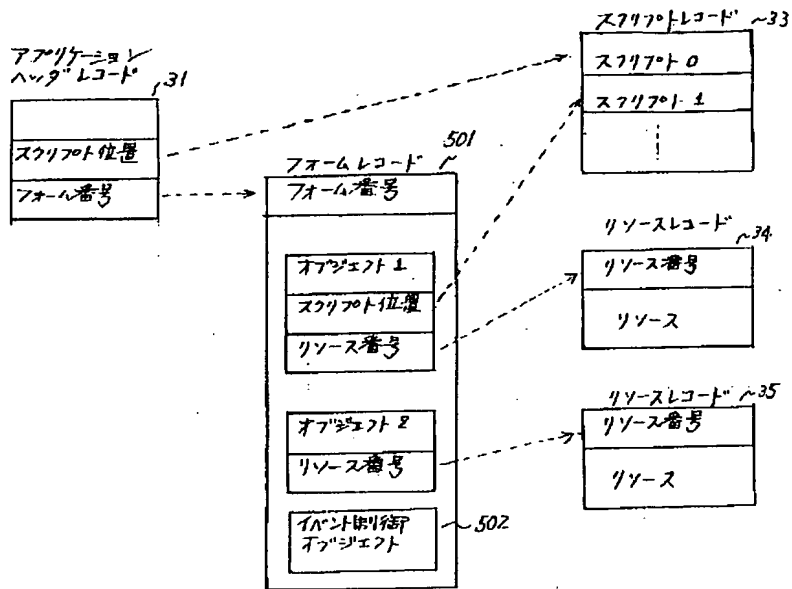 アプリケーション
ヘッダレコード
31
スクリプト位置
フォーム番号
フォームレコード
501
フォーム番号
オブジェクト1
スクリプト位置
リソース番号
オブジェクト2
リソース番号
イベント制御
オブジェクト
502
スクリプトレコード
33
スクリプト0
スクリプト1
リソースレコード
34
リソース番号
リソース
リソースレコード
35
リソース番号
リソース